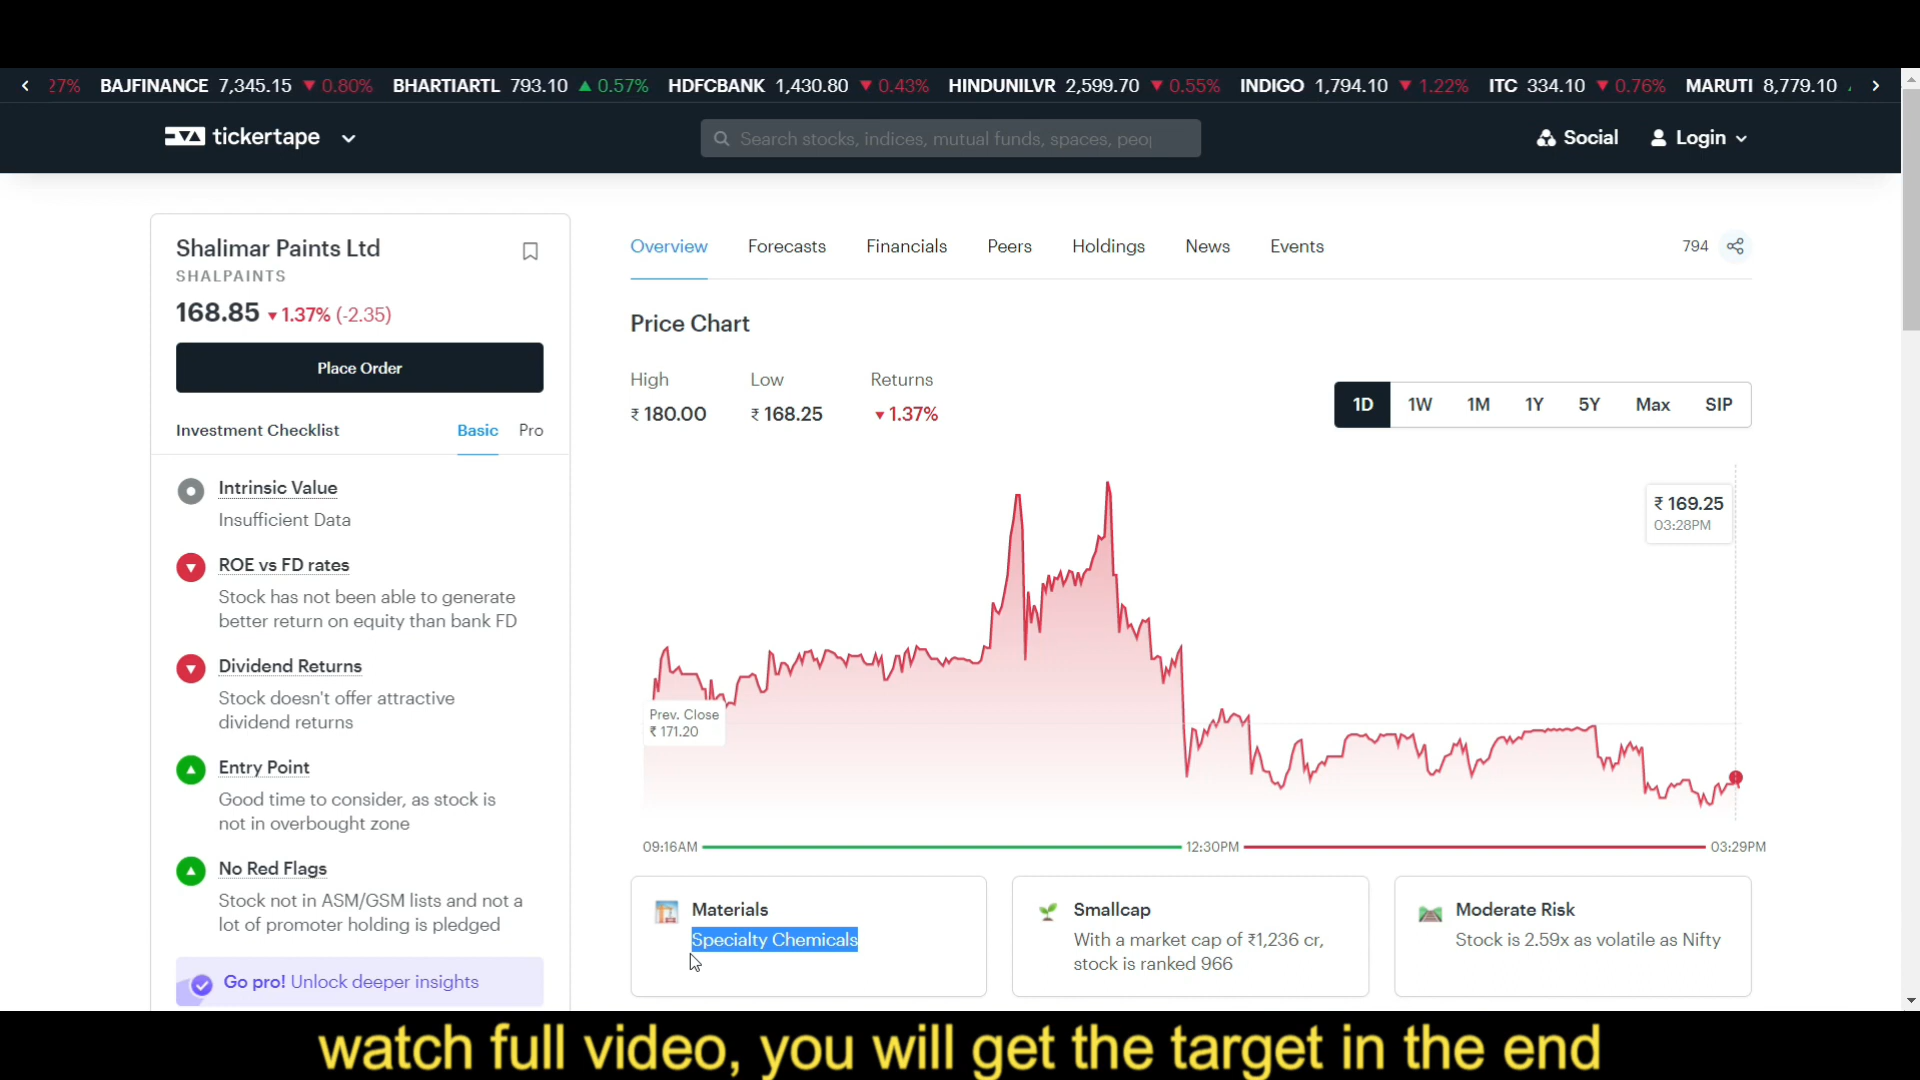 27% BAJFINANCE 7,345.15 ▼ 0.80% BHARTIARTL 793.10 ▲ 0.57% HDFCBANK 1,430.80 ▼ 0.43% HINDUNILVR 2,599.70 ▼ 0.55% INDIGO 1,794.10 ▼ 1.22% ITC 334.10 ▼ 0.76% MARUTI 8,779.10
tickertape
Search stocks, indices, mutual funds, spaces, peop
Social Login
Shalimar Paints Ltd
SHALPAINTS
168.85 ▼ 1.37% (-2.35)
Place Order
Investment Checklist Basic Pro
Intrinsic Value
Insufficient Data
ROE vs FD rates
Stock has not been able to generate
better return on equity than bank FD
Dividend Returns
Stock doesn't offer attractive
dividend returns
Entry Point
Good time to consider, as stock is
not in overbought zone
No Red Flags
Stock not in ASM/GSM lists and not a
lot of promoter holding is pledged
Go pro! Unlock deeper insights
Overview Forecasts Financials Peers Holdings News Events 794
Price Chart
High Low Returns
₹ 180.00 ₹ 168.25 ▼ 1.37%
1D 1W 1M 1Y 5Y Max SIP
₹ 169.25
03:28PM
Prev. Close
₹ 171.20
09:16AM 12:30PM 03:29PM
Materials
Specialty Chemicals
Smallcap
With a market cap of ₹1,236 cr,
stock is ranked 966
Moderate Risk
Stock is 2.59x as volatile as Nifty
watch full video, you will get the target in the end